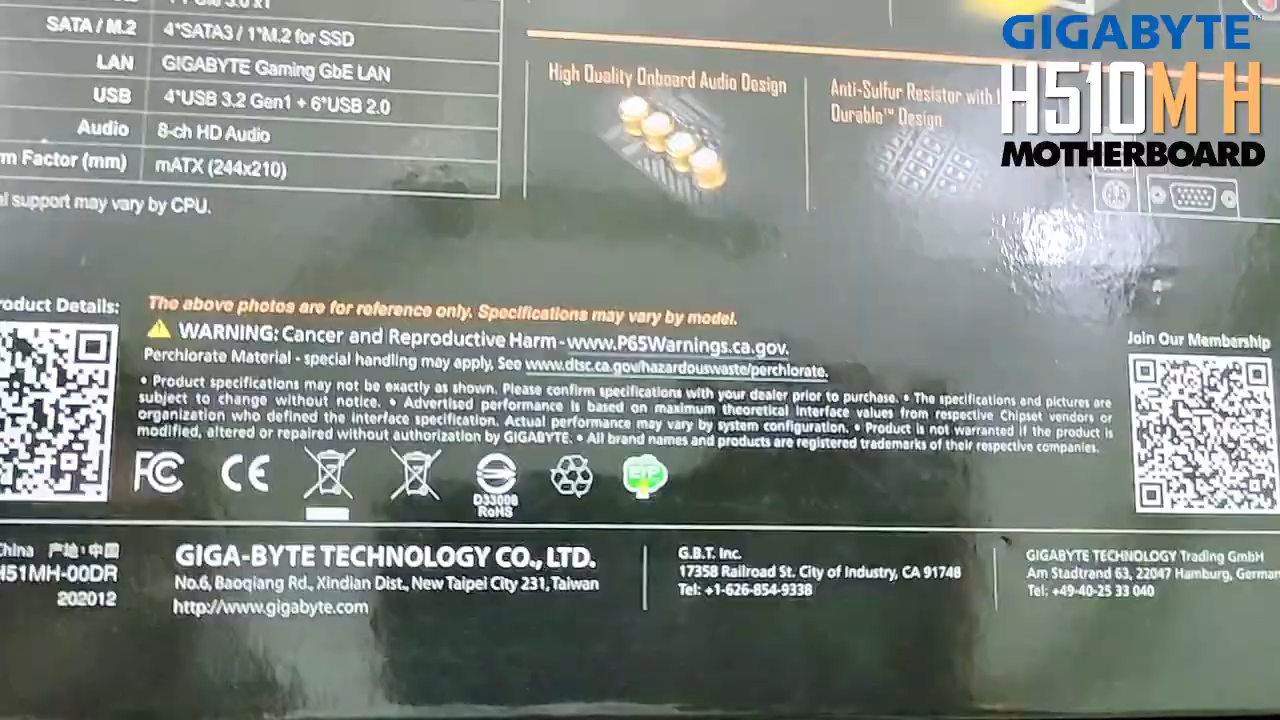 SATA / M.2 4*SATA3 / 1*M.2 for SSD
LAN GIGABYTE Gaming GbE LAN
USB 4*USB 3.2 Gen1 + 6*USB 2.0
Audio 8-ch HD Audio
m Factor (mm) mATX (244x210)
support may vary by CPU.
High Quality Onboard Audio Design
Anti-Sulfur Resistor with
Durable™ Design
GIGABYTE™
H510M H
MOTHERBOARD
roduct Details:
The above photos are for reference only. Specifications may vary by model.
WARNING: Cancer and Reproductive Harm - www.P65Warnings.ca.gov.
Perchlorate Material - special handling may apply, See www.dtsc.ca.gov/hazardouswaste/perchlorate.
• Product specifications may not be exactly as shown. Please confirm specifications with your dealer prior to purchase. • The specifications and pictures are
subject to change without notice. • Advertised performance is based on maximum theoretical interface values from respective Chipset vendors or
organization who defined the interface specification. Actual performance may vary by system configuration. • Product is not warranted if the product is
modified, altered or repaired without authorization by GIGABYTE. • All brand names and products are registered trademarks of their respective companies.
Join Our Membership
FC CE
D33006
RoHS
ErP
China 产地:中国
H51MH-00DR
202012
GIGA-BYTE TECHNOLOGY CO., LTD.
No.6, Baoqiang Rd., Xindian Dist., New Taipei City 231, Taiwan
http://www.gigabyte.com
G.B.T. Inc.
17358 Railroad St. City of Industry, CA 91748
Tel: +1-626-854-9338
GIGABYTE TECHNOLOGY Trading GmbH
Am Stadtrand 63, 22047 Hamburg, German
Tel: +49-40-25 33 040